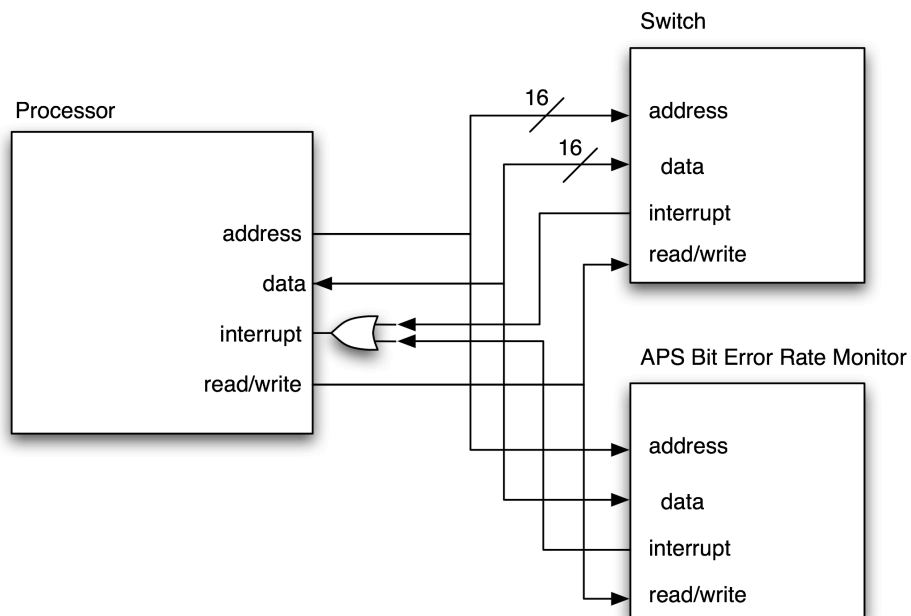 Switch
16
address
16
data
interrupt
read/write
Processor
address
data
interrupt
read/write
APS Bit Error Rate Monitor
address
data
interrupt
read/write